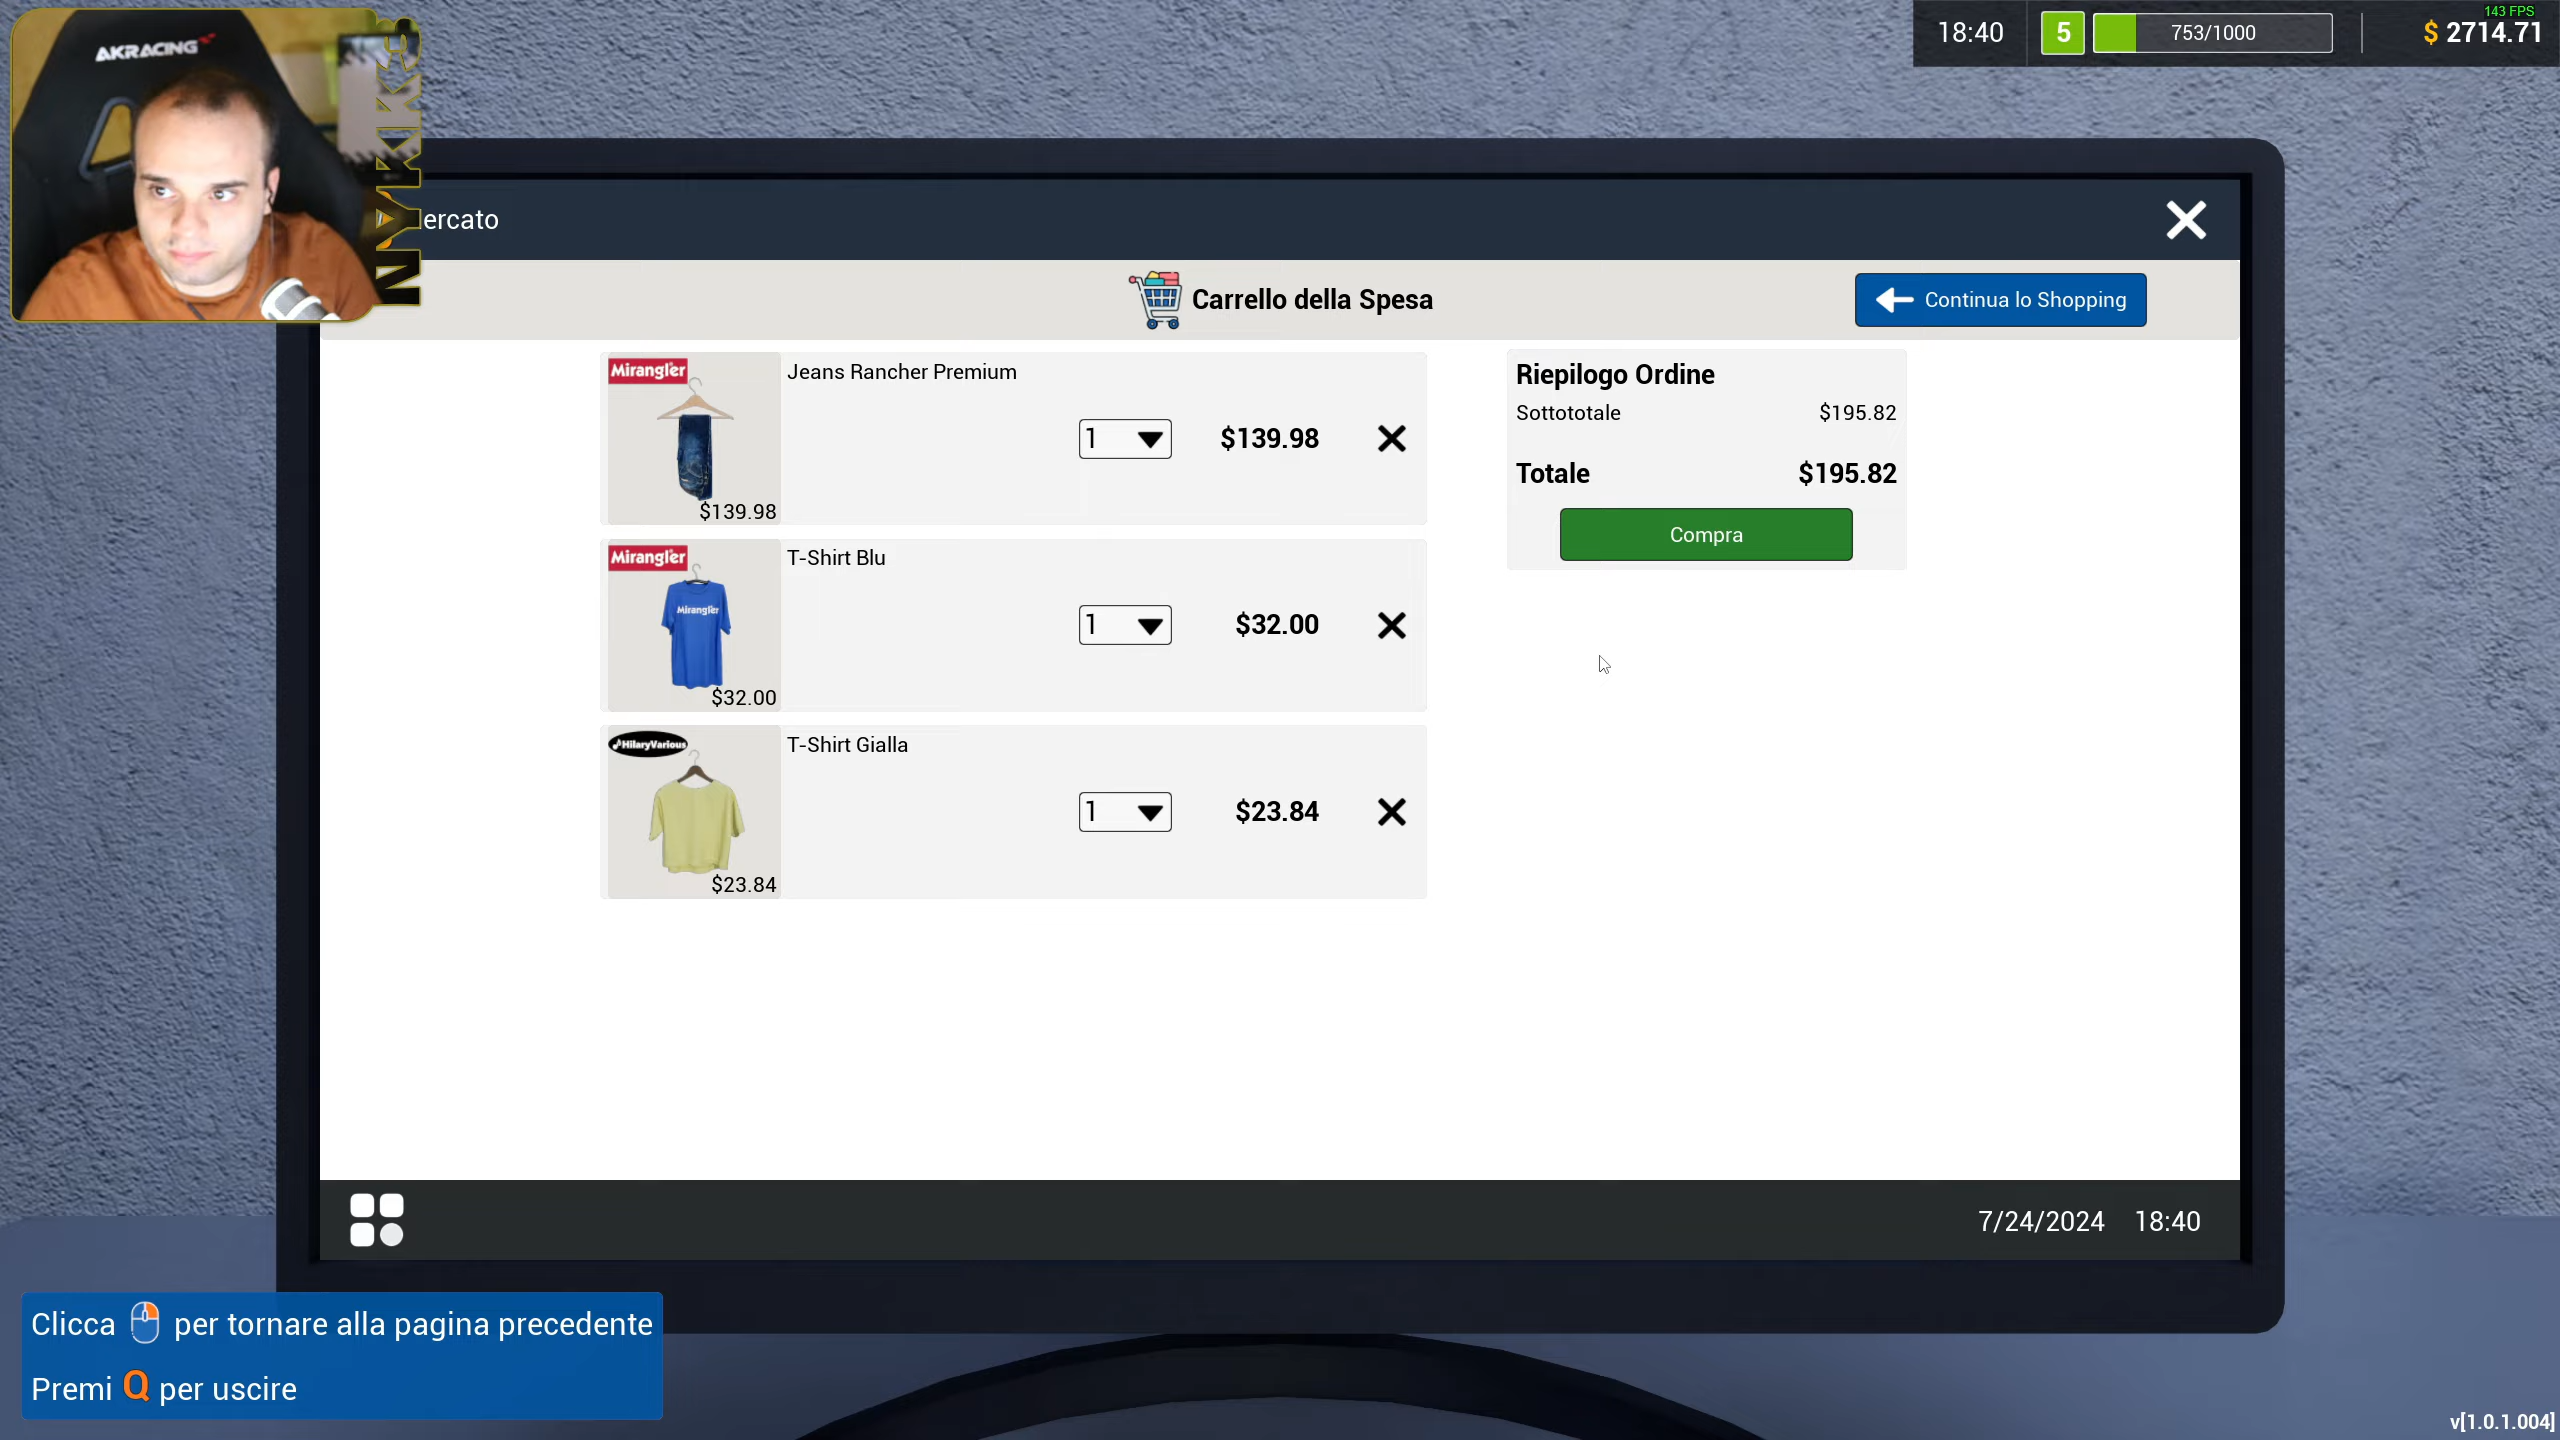 AKRACING
NYKK3
18:40
5
753/1000
143 FPS
$ 2714.71
ercato
Carrello della Spesa
Continua lo Shopping
Mirangler
Jeans Rancher Premium
1
$139.98
$139.98
Mirangler
T-Shirt Blu
Mirangler
1
$32.00
$32.00
HilaryVarious
T-Shirt Gialla
1
$23.84
$23.84
Riepilogo Ordine
Sottototale $195.82
Totale $195.82
Compra
7/24/2024 18:40
Clicca per tornare alla pagina precedente
Premi Q per uscire
v[1.0.1.004]